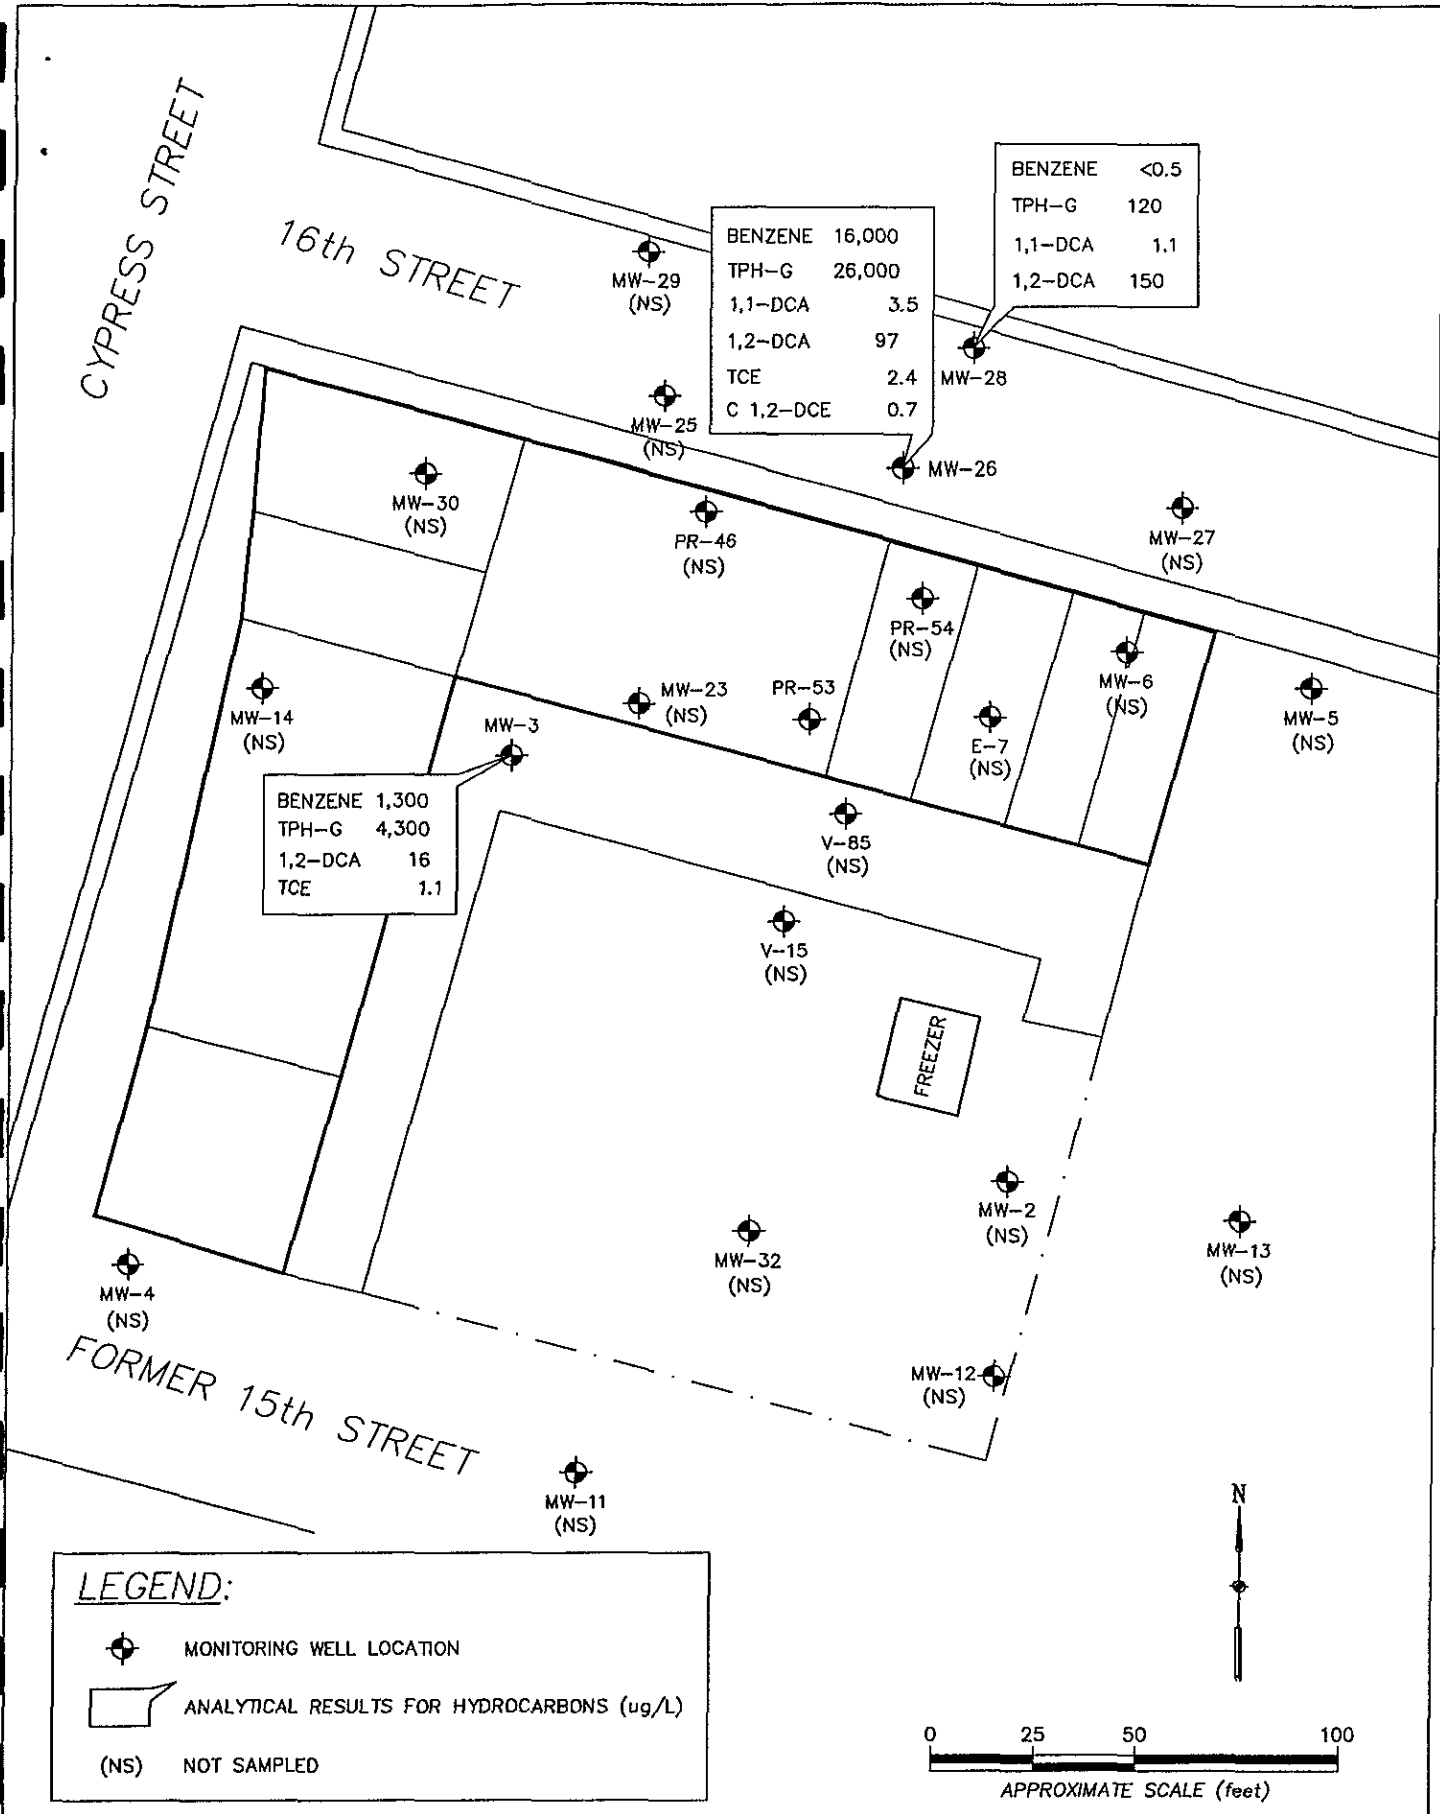 CYPRESS STREET
16th STREET
MW-29
(NS)
BENZENE <0.5
TPH-G 120
1,1-DCA 1.1
1,2-DCA 150
BENZENE 16,000
TPH-G 26,000
1,1-DCA 3.5
1,2-DCA 97
TCE 2.4
C 1,2-DCE 0.7
MW-28
MW-25
(NS)
MW-26
MW-30
(NS)
PR-46
(NS)
MW-27
(NS)
PR-54
(NS)
MW-6
(NS)
MW-14
(NS)
MW-23
(NS)
PR-53
MW-5
(NS)
MW-3
E-7
(NS)
BENZENE 1,300
TPH-G 4,300
1,2-DCA 16
TCE 1.1
V-85
(NS)
V-15
(NS)
FREEZER
MW-2
(NS)
MW-32
(NS)
MW-13
(NS)
MW-4
(NS)
FORMER 15th STREET
MW-12
(NS)
MW-11
(NS)
N
LEGEND:
MONITORING WELL LOCATION
ANALYTICAL RESULTS FOR HYDROCARBONS (ug/L)
(NS) NOT SAMPLED
0 25 50 100
APPROXIMATE SCALE (feet)